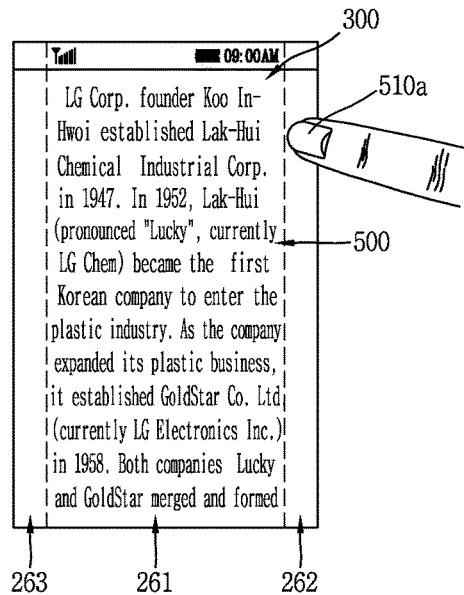 300
09:00AM
510a
LG Corp. founder Koo In-
Hwoi established Lak-Hui
Chemical Industrial Corp.
in 1947. In 1952, Lak-Hui
(pronounced "Lucky", currently
500
LG Chem) became the first
Korean company to enter the
plastic industry. As the company
expanded its plastic business,
it established GoldStar Co. Ltd
(currently LG Electronics Inc.)
in 1958. Both companies Lucky
and GoldStar merged and formed
263 261 262